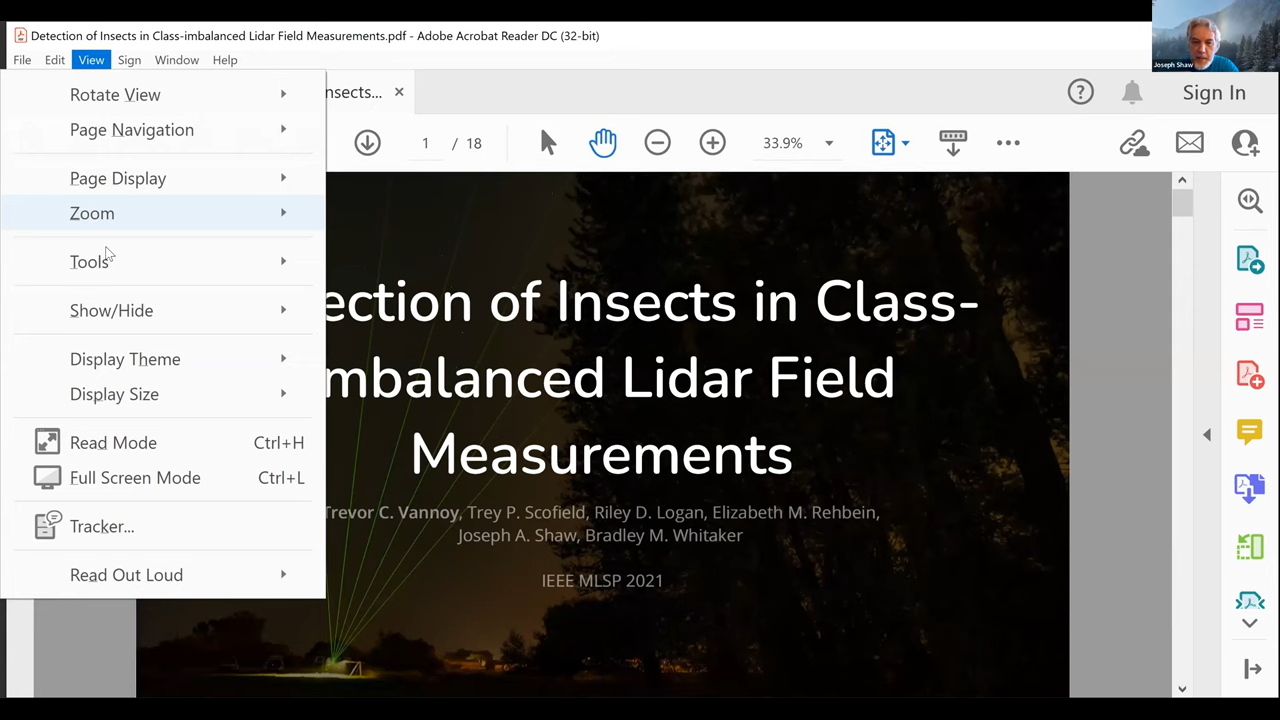 Detection of Insects in Class-imbalanced Lidar Field Measurements.pdf - Adobe Acrobat Reader DC (32-bit)
Joseph Shaw
File Edit View Sign Window Help
nsects... ×
Sign In
1 / 18
33.9%
Rotate View
Page Navigation
Page Display
Zoom
Tools
Show/Hide
Display Theme
Display Size
Read Mode Ctrl+H
Full Screen Mode Ctrl+L
Tracker...
Read Out Loud
ection of Insects in Class-
mbalanced Lidar Field
Measurements
Trevor C. Vannoy, Trey P. Scofield, Riley D. Logan, Elizabeth M. Rehbein,
Joseph A. Shaw, Bradley M. Whitaker
IEEE MLSP 2021